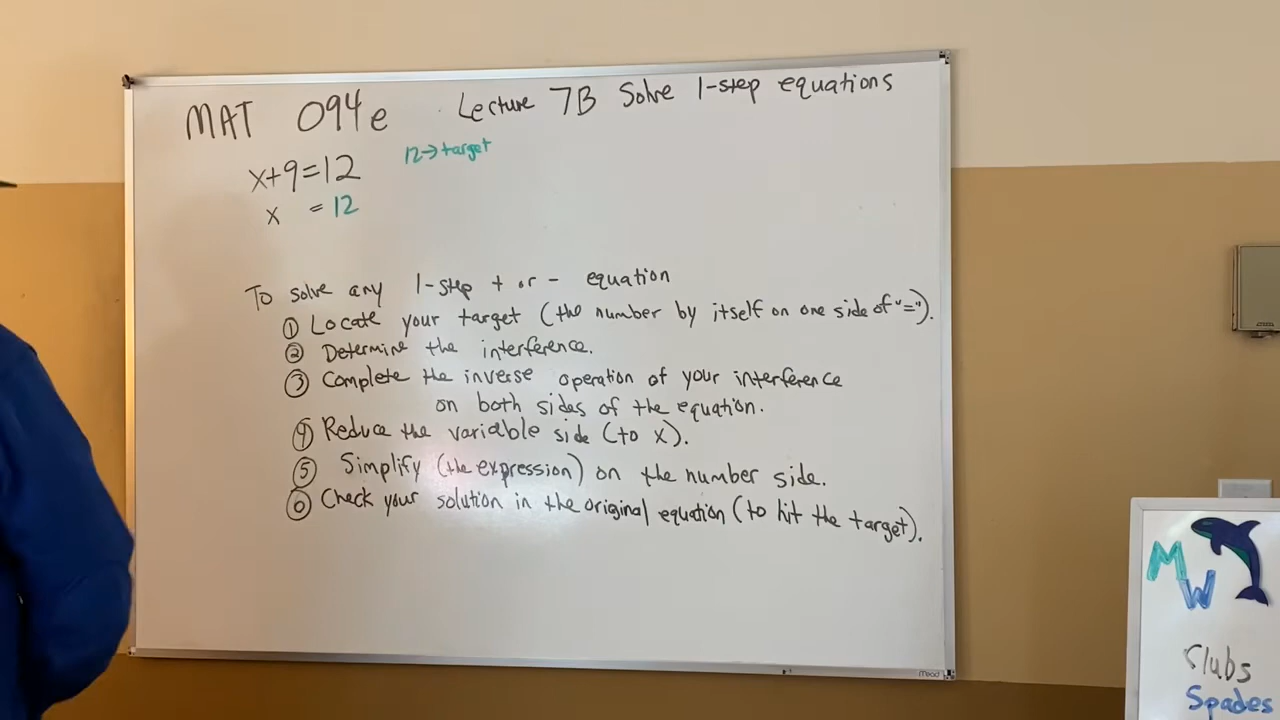 MAT 094e Lecture 7B Solve 1-step equations
x+9=12 12→target
x = 12
To solve any 1-step + or - equation
① Locate your target (the number by itself on one side of "=").
② Determine the interference.
③ Complete the inverse operation of your interference
on both sides of the equation.
④ Reduce the variable side (to x).
⑤ Simplify (the expression) on the number side.
⑥ Check your solution in the original equation (to hit the target).
Mead
M
W
Clubs
Spades